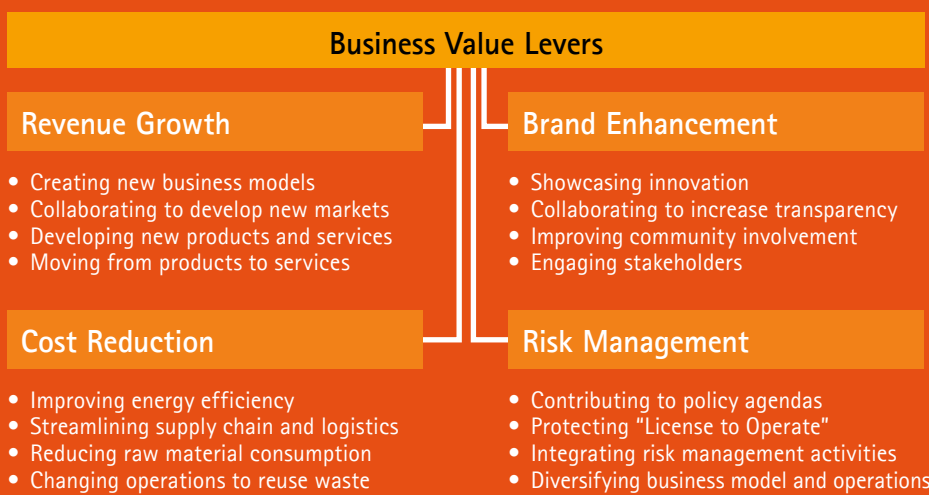 Business Value Levers
Revenue Growth
• Creating new business models
• Collaborating to develop new markets
• Developing new products and services
• Moving from products to services
Brand Enhancement
• Showcasing innovation
• Collaborating to increase transparency
• Improving community involvement
• Engaging stakeholders
Cost Reduction
• Improving energy efficiency
• Streamlining supply chain and logistics
• Reducing raw material consumption
• Changing operations to reuse waste
Risk Management
• Contributing to policy agendas
• Protecting “License to Operate”
• Integrating risk management activities
• Diversifying business model and operations